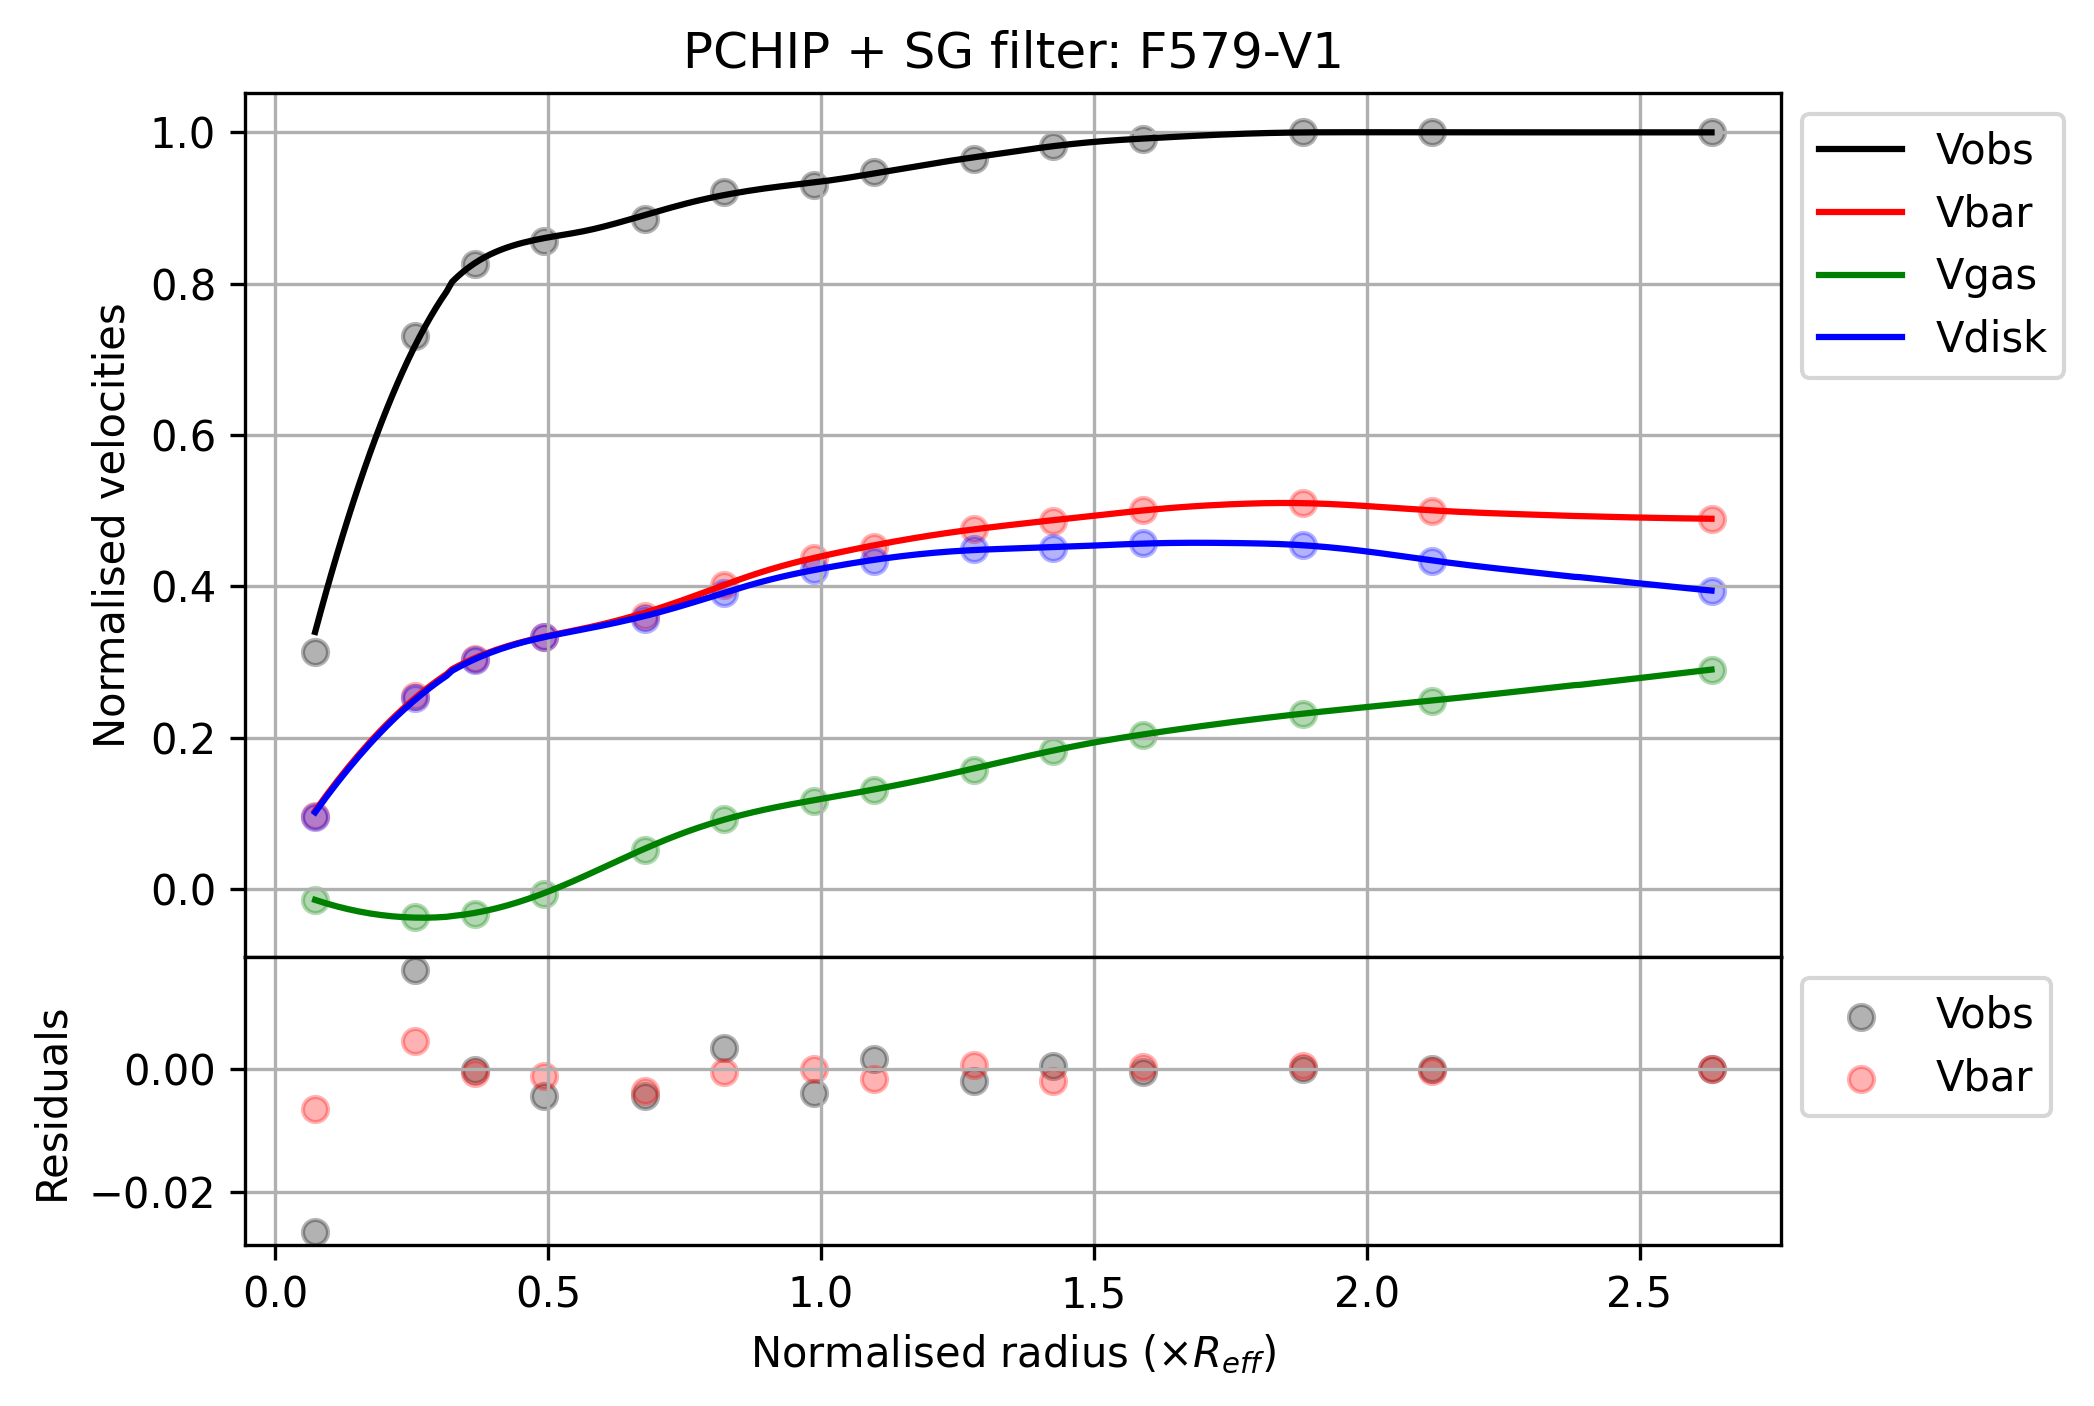 PCHIP + SG filter: F579-V1
Normalised velocities
1.0
0.8
0.6
0.4
0.2
0.0
Vobs
Vbar
Vgas
Vdisk
Residuals
0.00
−0.02
Vobs
Vbar
0.0 0.5 1.0 1.5 2.0 2.5
Normalised radius (×R_eff)